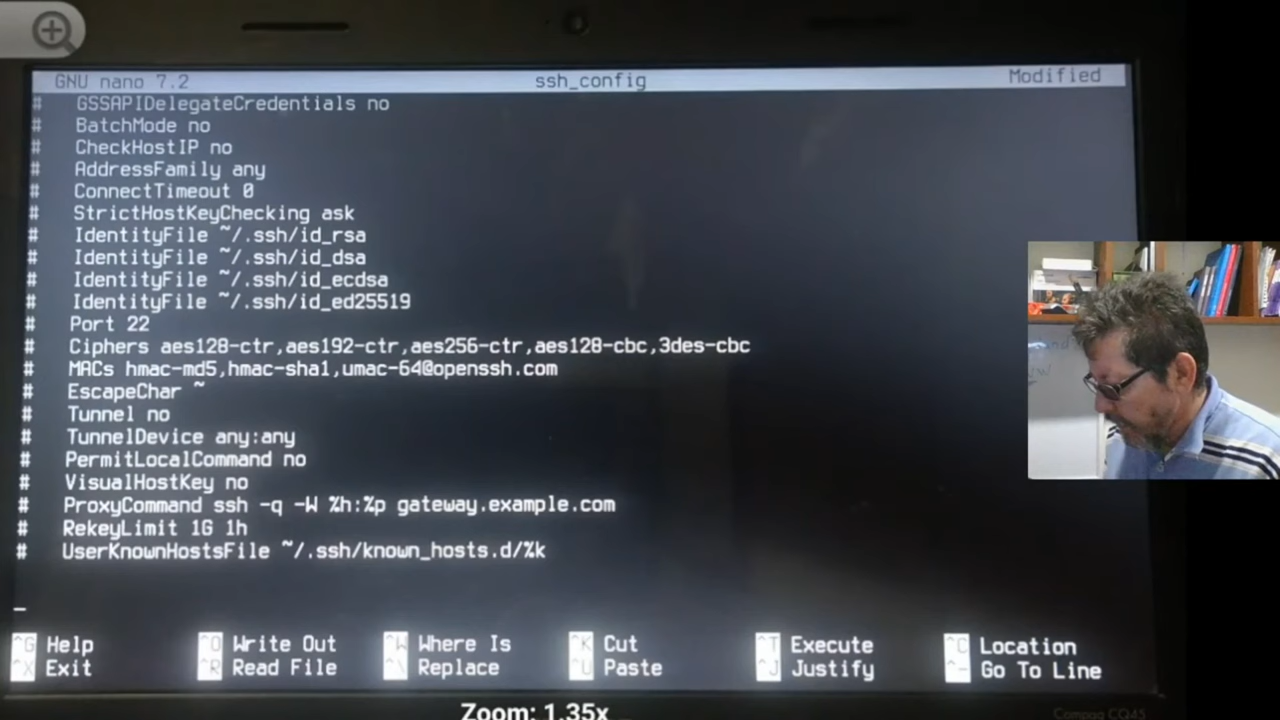 GNU nano 7.2 ssh_config Modified
# GSSAPIDelegateCredentials no
# BatchMode no
# CheckHostIP no
# AddressFamily any
# ConnectTimeout 0
# StrictHostKeyChecking ask
# IdentityFile ~/.ssh/id_rsa
# IdentityFile ~/.ssh/id_dsa
# IdentityFile ~/.ssh/id_ecdsa
# IdentityFile ~/.ssh/id_ed25519
# Port 22
# Ciphers aes128-ctr,aes192-ctr,aes256-ctr,aes128-cbc,3des-cbc
# MACs hmac-md5,hmac-sha1,umac-64@openssh.com
# EscapeChar ~
# Tunnel no
# TunnelDevice any:any
# PermitLocalCommand no
# VisualHostKey no
# ProxyCommand ssh -q -W %h:%p gateway.example.com
# RekeyLimit 1G 1h
# UserKnownHostsFile ~/.ssh/known_hosts.d/%k
^G Help ^O Write Out ^W Where Is ^K Cut ^T Execute ^C Location
^X Exit ^R Read File ^\ Replace ^U Paste ^J Justify ^_ Go To Line
Zoom: 1.35x
Compaq CQ45